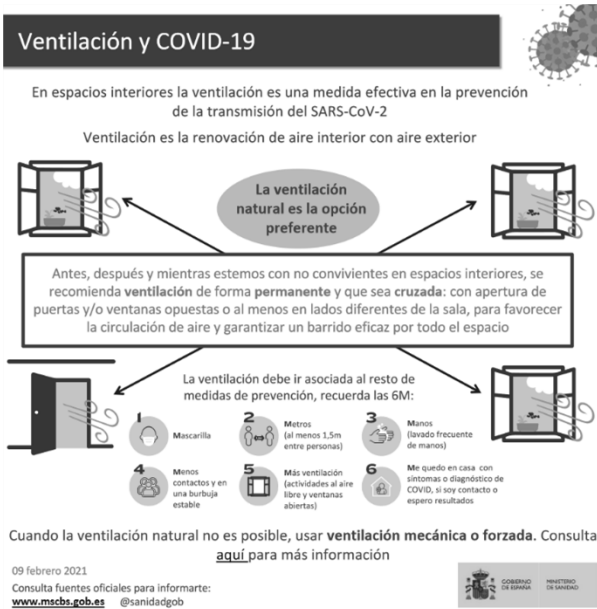 Ventilación y COVID-19
En espacios interiores la ventilación es una medida efectiva en la prevención
de la transmisión del SARS-CoV-2
Ventilación es la renovación de aire interior con aire exterior
La ventilación
natural es la opción
preferente
Antes, después y mientras estemos con no convivientes en espacios interiores, se
recomienda ventilación de forma permanente y que sea cruzada: con apertura de
puertas y/o ventanas opuestas o al menos en lados diferentes de la sala, para favorecer
la circulación de aire y garantizar un barrido eficaz por todo el espacio
La ventilación debe ir asociada al resto de
medidas de prevención, recuerda las 6M:
1
Mascarilla
2
Metros
(al menos 1,5m
entre personas)
3
Manos
(lavado frecuente
de manos)
4
Menos
contactos y en
una burbuja
estable
5
Más ventilación
(actividades al aire
libre y ventanas
abiertas)
6
Me quedo en casa con
síntomas o diagnóstico de
COVID, si soy contacto o
espero resultados
Cuando la ventilación natural no es posible, usar ventilación mecánica o forzada. Consulta
aquí para más información
09 febrero 2021
Consulta fuentes oficiales para informarte:
www.mscbs.gob.es @sanidadgob
GOBIERNO
DE ESPAÑA
MINISTERIO
DE SANIDAD